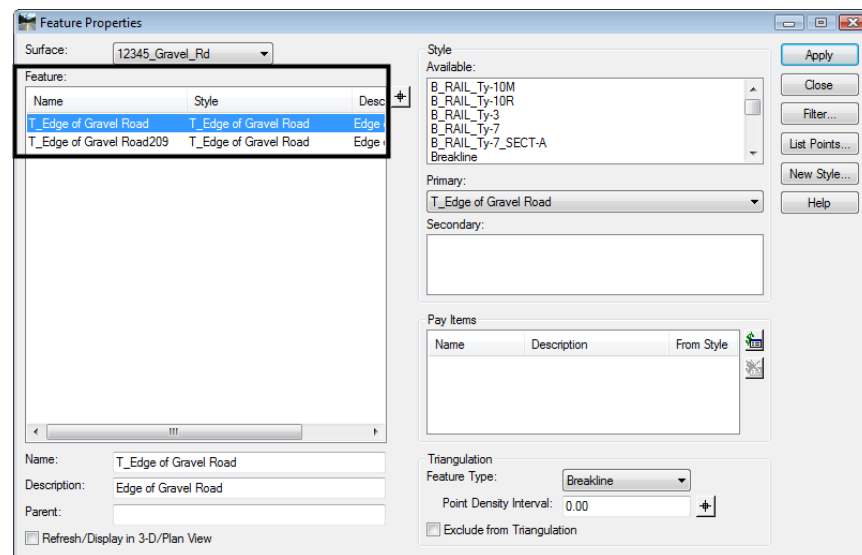 Feature Properties
Surface: 12345_Gravel_Rd
Feature:
Name Style Desc
T_Edge of Gravel Road T_Edge of Gravel Road Edge
T_Edge of Gravel Road209 T_Edge of Gravel Road Edge
Name: T_Edge of Gravel Road
Description: Edge of Gravel Road
Parent:
Refresh/Display in 3-D/Plan View
Style
Available:
B_RAIL_Ty-10M
B_RAIL_Ty-10R
B_RAIL_Ty-3
B_RAIL_Ty-7
B_RAIL_Ty-7_SECT-A
Breakline
Primary:
T_Edge of Gravel Road
Secondary:
Pay Items
Name Description From Style
Triangulation
Feature Type: Breakline
Point Density Interval: 0.00
Exclude from Triangulation
Apply
Close
Filter...
List Points...
New Style...
Help